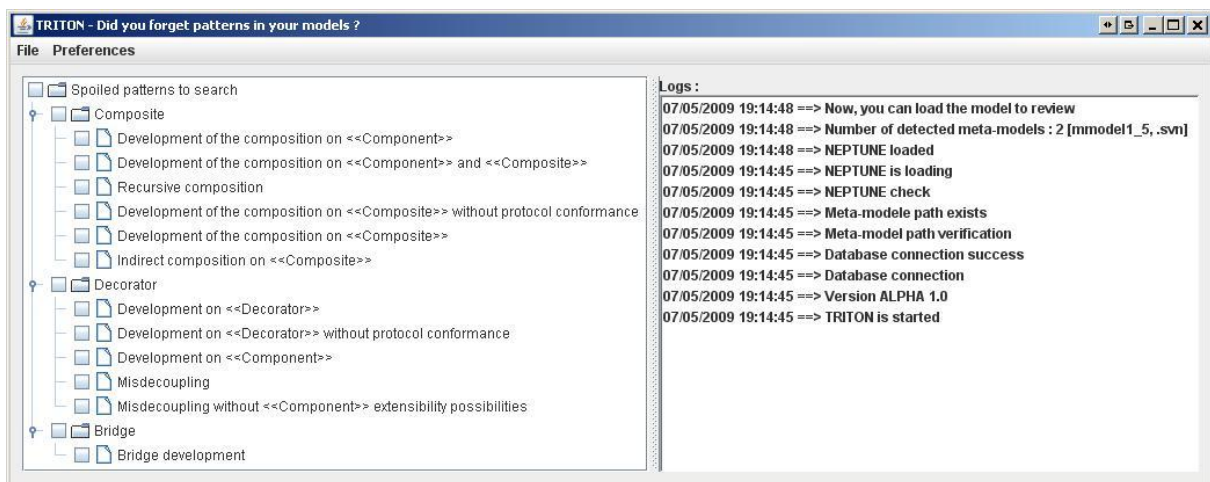 TRITON - Did you forget patterns in your models ?
File Preferences
Spoiled patterns to search
Composite
Development of the composition on <<Component>>
Development of the composition on <<Component>> and <<Composite>>
Recursive composition
Development of the composition on <<Composite>> without protocol conformance
Development of the composition on <<Composite>>
Indirect composition on <<Composite>>
Decorator
Development on <<Decorator>>
Development on <<Decorator>> without protocol conformance
Development on <<Component>>
Misdecoupling
Misdecoupling without <<Component>> extensibility possibilities
Bridge
Bridge development
Logs :
07/05/2009 19:14:48 ==> Now, you can load the model to review
07/05/2009 19:14:48 ==> Number of detected meta-models : 2 [mmodel1_5, .svn]
07/05/2009 19:14:48 ==> NEPTUNE loaded
07/05/2009 19:14:45 ==> NEPTUNE is loading
07/05/2009 19:14:45 ==> NEPTUNE check
07/05/2009 19:14:45 ==> Meta-modele path exists
07/05/2009 19:14:45 ==> Meta-model path verification
07/05/2009 19:14:45 ==> Database connection success
07/05/2009 19:14:45 ==> Database connection
07/05/2009 19:14:45 ==> Version ALPHA 1.0
07/05/2009 19:14:45 ==> TRITON is started